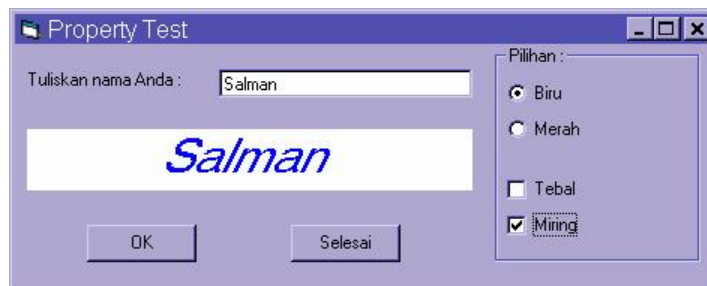 Property Test
Tuliskan nama Anda :
Salman
Salman
OK
Selesai
Pilihan :
Biru
Merah
Tebal
Miring